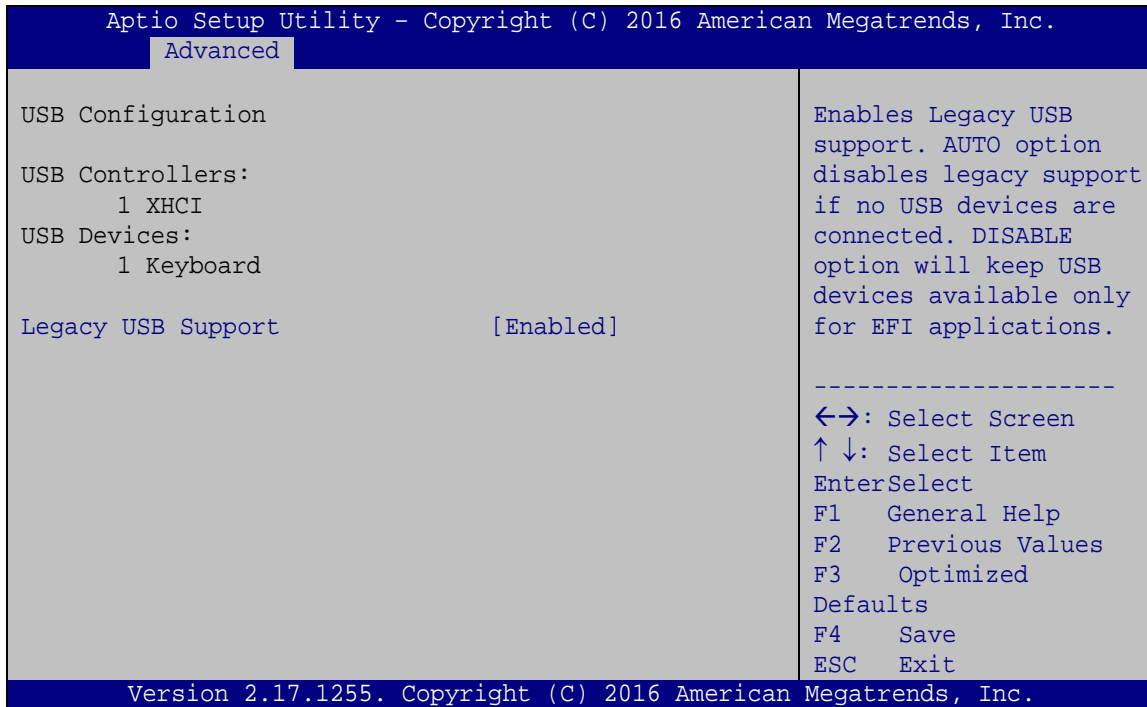 Aptio Setup Utility – Copyright (C) 2016 American Megatrends, Inc.
Advanced
USB Configuration
USB Controllers:
1 XHCI
USB Devices:
1 Keyboard
Legacy USB Support [Enabled]
Enables Legacy USB
support. AUTO option
disables legacy support
if no USB devices are
connected. DISABLE
option will keep USB
devices available only
for EFI applications.
---------------------
←→: Select Screen
↑ ↓: Select Item
EnterSelect
F1 General Help
F2 Previous Values
F3 Optimized
Defaults
F4 Save
ESC Exit
Version 2.17.1255. Copyright (C) 2016 American Megatrends, Inc.